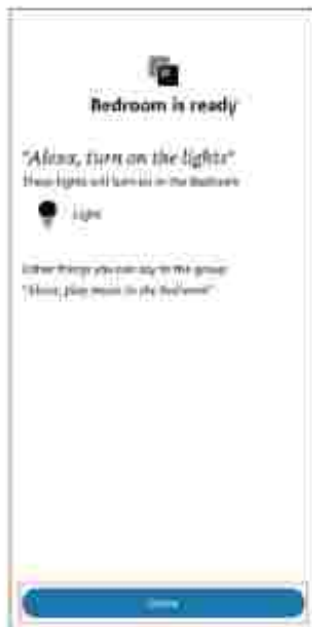 Bedroom is ready
"Alexa, turn on the lights"
These lights will turn on in the Bedroom
Light
Other things you can say to the group:
"Alexa, play music in the Bedroom"